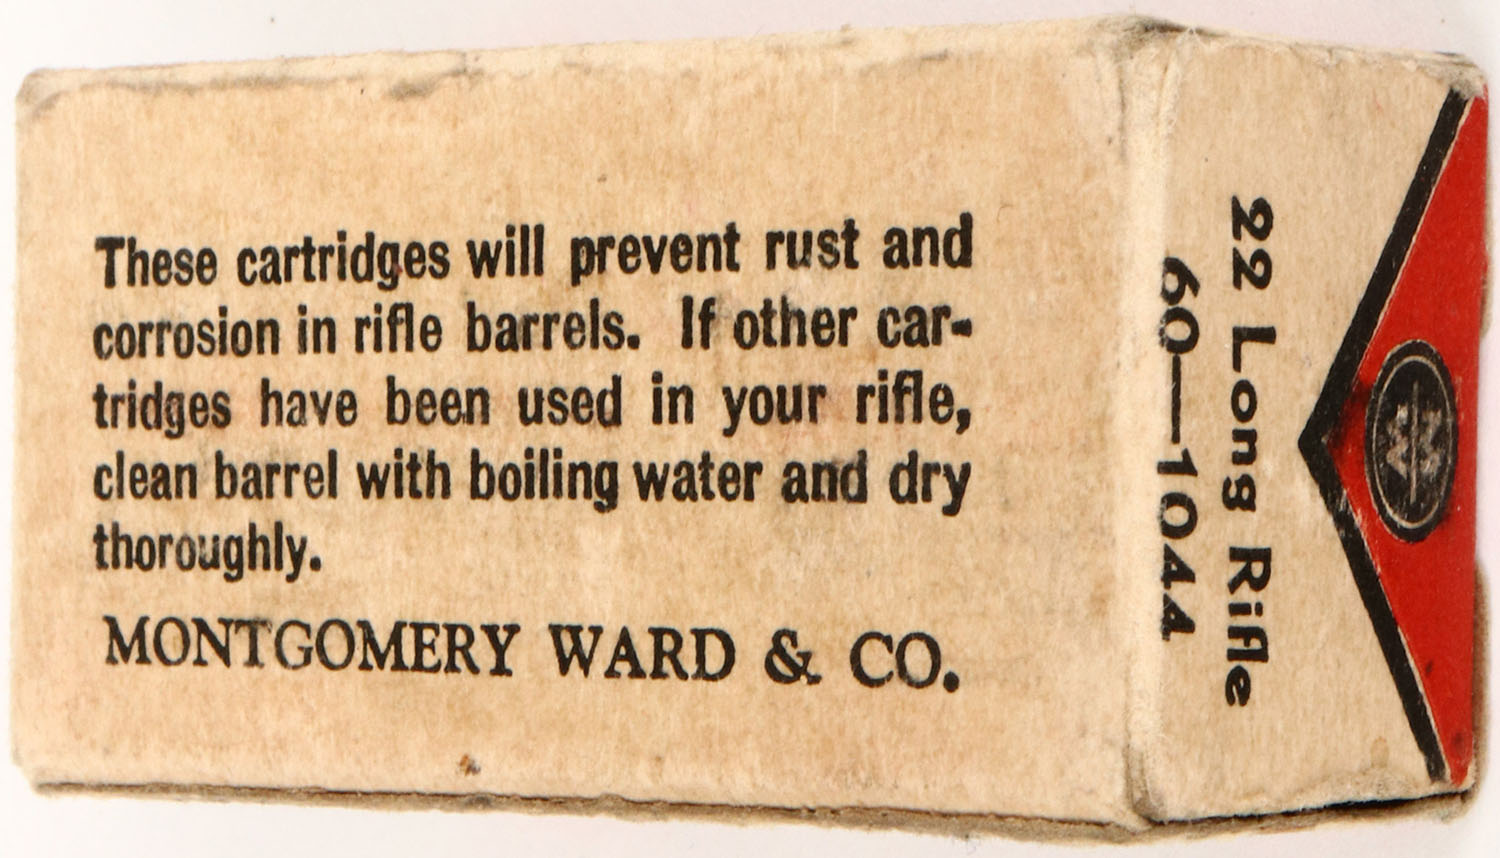 These cartridges will prevent rust and
corrosion in rifle barrels. If other car-
tridges have been used in your rifle,
clean barrel with boiling water and dry
thoroughly.
MONTGOMERY WARD & CO.
22 Long Rifle
60—1044